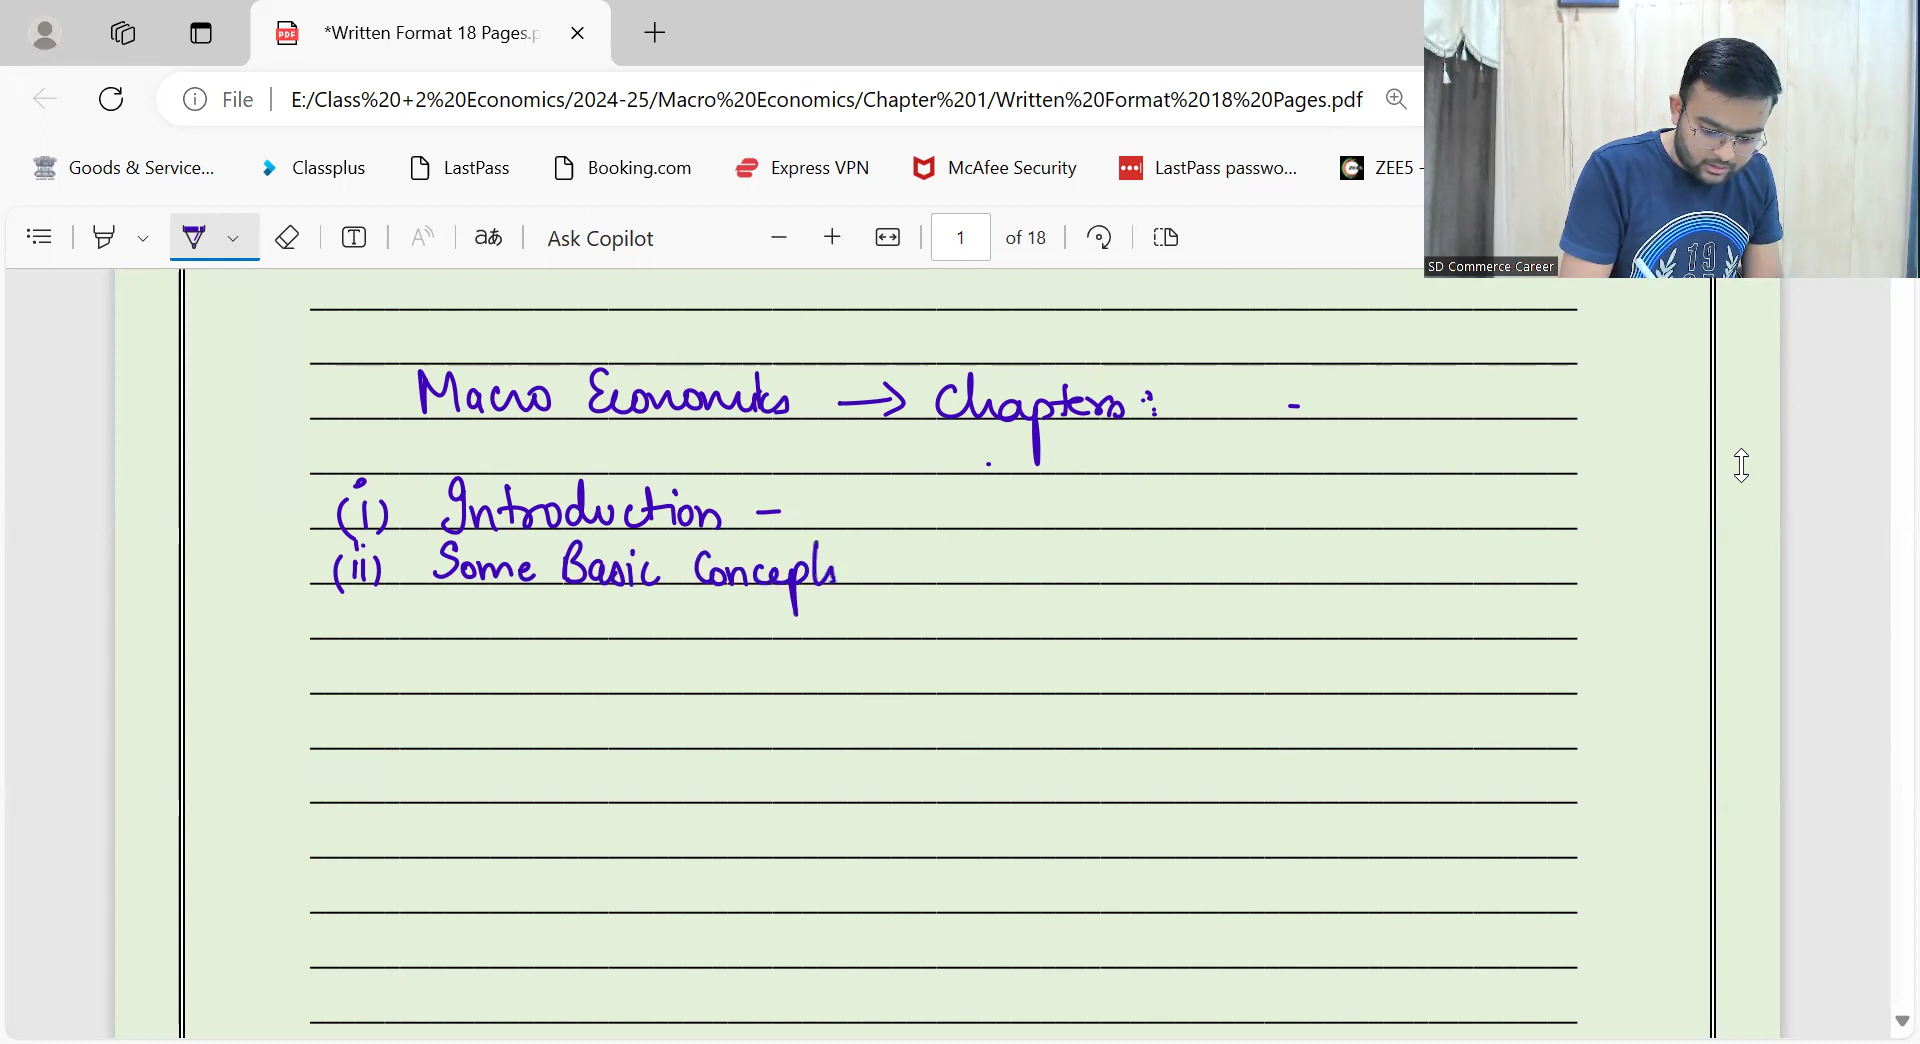 *Written Format 18 Pages.p
File
E:/Class%20+2%20Economics/2024-25/Macro%20Economics/Chapter%201/Written%20Format%2018%20Pages.pdf
Goods & Service... Classplus LastPass Booking.com Express VPN McAfee Security LastPass passwo... ZEE5 -
Ask Copilot 1 of 18
19
SD Commerce Career
Macro Economics → Chapters :
(i) Introduction -
(ii) Some Basic Concepts